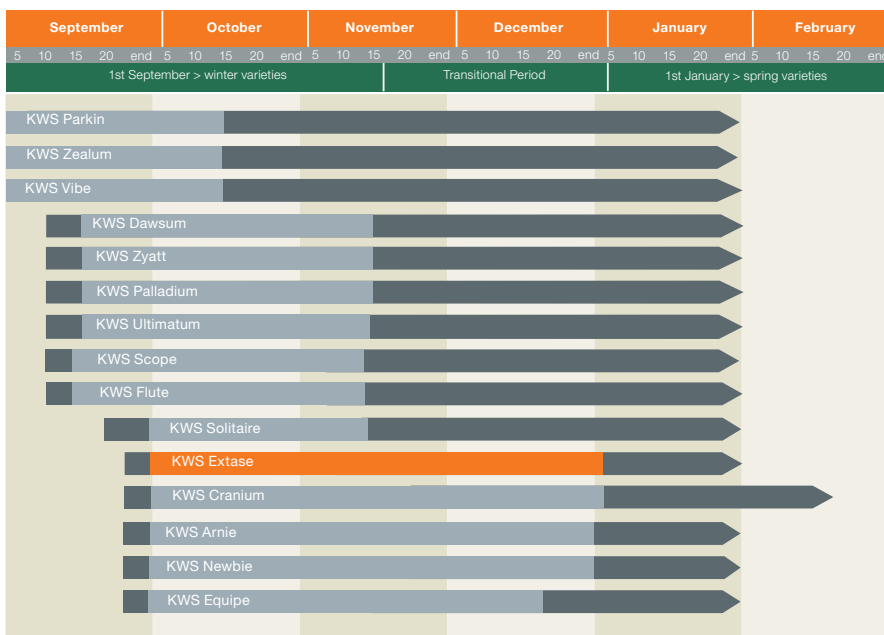 September October November December January February
5 10 15 20 end 5 10 15 20 end 5 10 15 20 end 5 10 15 20 end 5 10 15 20 end 5 10 15 20 end
1st September > winter varieties Transitional Period 1st January > spring varieties
KWS Parkin
KWS Zealum
KWS Vibe
KWS Dawsum
KWS Zyatt
KWS Palladium
KWS Ultimatum
KWS Scope
KWS Flute
KWS Solitaire
KWS Extase
KWS Cranium
KWS Arnie
KWS Newbie
KWS Equipe